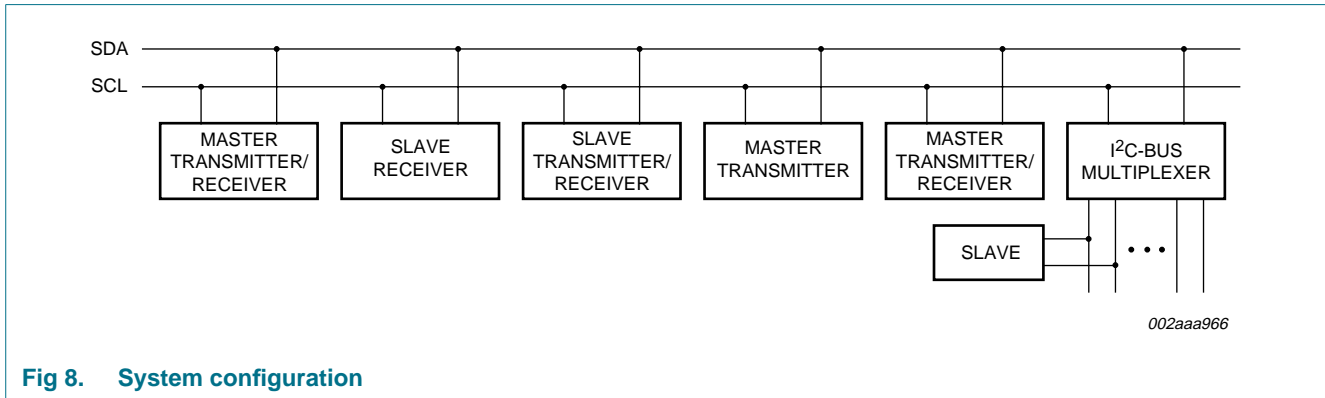 SDA
SCL
MASTER
TRANSMITTER/
RECEIVER
SLAVE
RECEIVER
SLAVE
TRANSMITTER/
RECEIVER
MASTER
TRANSMITTER
MASTER
TRANSMITTER/
RECEIVER
I²C-BUS
MULTIPLEXER
SLAVE
002aaa966
Fig 8. System configuration